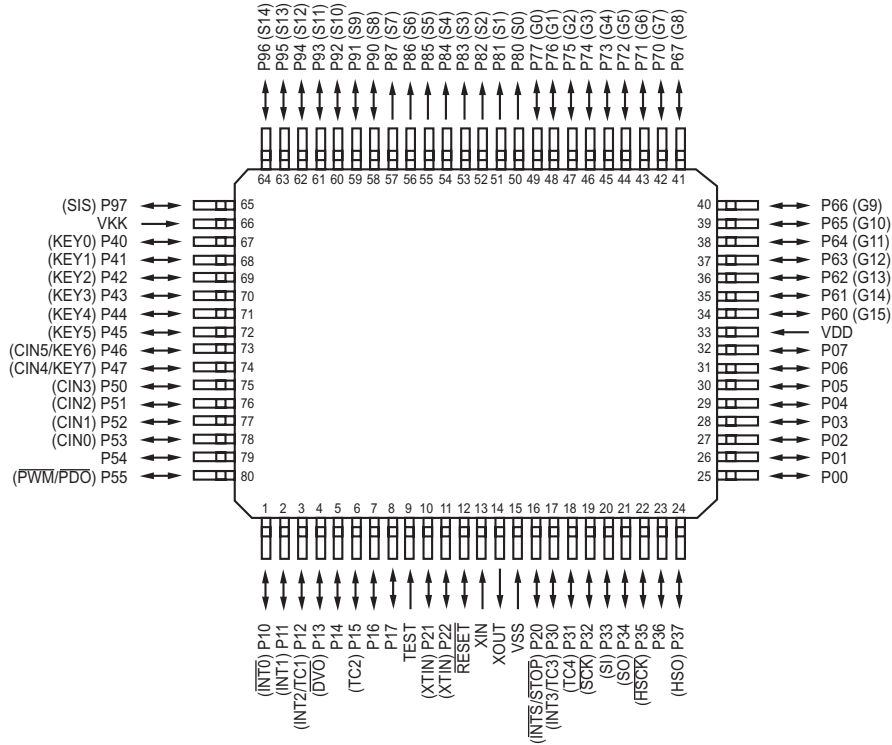 P96 (S14)
P95 (S13)
P94 (S12)
P93 (S11)
P92 (S10)
P91 (S9)
P90 (S8)
P87 (S7)
P86 (S6)
P85 (S5)
P84 (S4)
P83 (S3)
P82 (S2)
P81 (S1)
P80 (S0)
P77 (G0)
P76 (G1)
P75 (G2)
P74 (G3)
P73 (G4)
P72 (G5)
P71 (G6)
P70 (G7)
P67 (G8)
64 63 62 61 60 59 58 57 56 55 54 53 52 51 50 49 48 47 46 45 44 43 42 41
(SIS) P97 65
VKK 66
(KEY0) P40 67
(KEY1) P41 68
(KEY2) P42 69
(KEY3) P43 70
(KEY4) P44 71
(KEY5) P45 72
(CIN5/KEY6) P46 73
(CIN4/KEY7) P47 74
(CIN3) P50 75
(CIN2) P51 76
(CIN1) P52 77
(CIN0) P53 78
P54 79
(PWM/PDO) P55 80
40 P66 (G9)
39 P65 (G10)
38 P64 (G11)
37 P63 (G12)
36 P62 (G13)
35 P61 (G14)
34 P60 (G15)
33 VDD
32 P07
31 P06
30 P05
29 P04
28 P03
27 P02
26 P01
25 P00
1 2 3 4 5 6 7 8 9 10 11 12 13 14 15 16 17 18 19 20 21 22 23 24
(INT0) P10
(INT1) P11
(INT2/TC1) P12
(DVO) P13
P14
(TC2) P15
P16
P17
TEST
(XTIN) P21
(XTIN) P22
RESET
XIN
XOUT
VSS
(INTS/STOP) P20
(INT3/TC3) P30
(TC4) P31
(SCK) P32
(SI) P33
(SO) P34
(HSCK) P35
P36
(HSO) P37